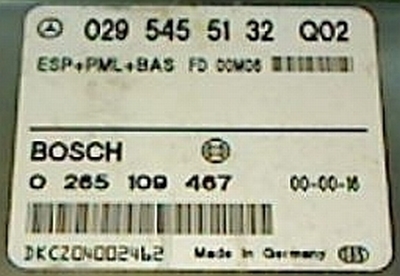 029 545 51 32 Q02
ESP+PML+BAS FD 00M06
BOSCH
0 265 109 467 00-00-16
DKCZ04002462 Made in Germany